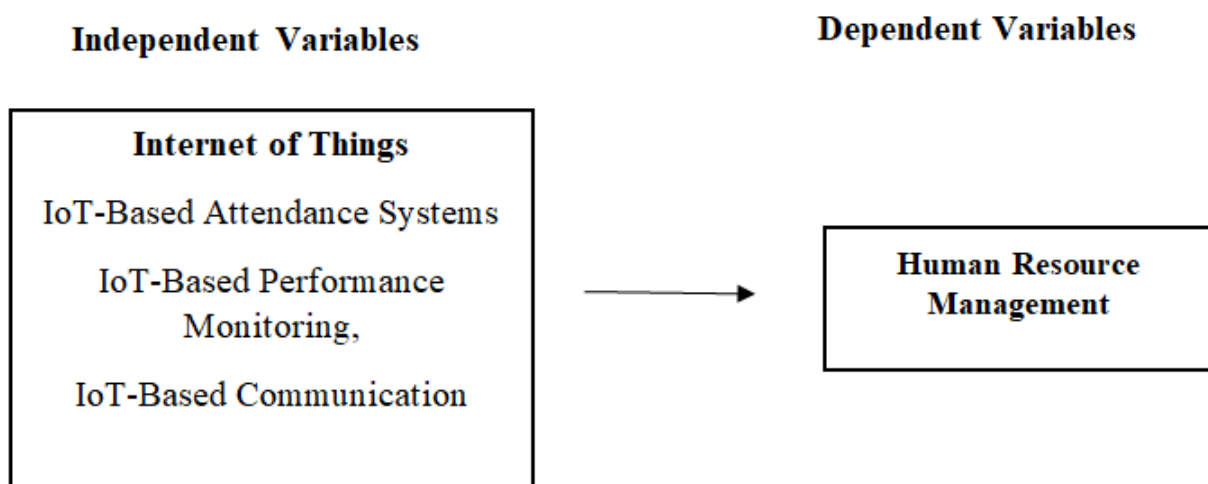 Independent Variables
Dependent Variables
Internet of Things
IoT-Based Attendance Systems
IoT-Based Performance
Monitoring,
IoT-Based Communication
Human Resource
Management